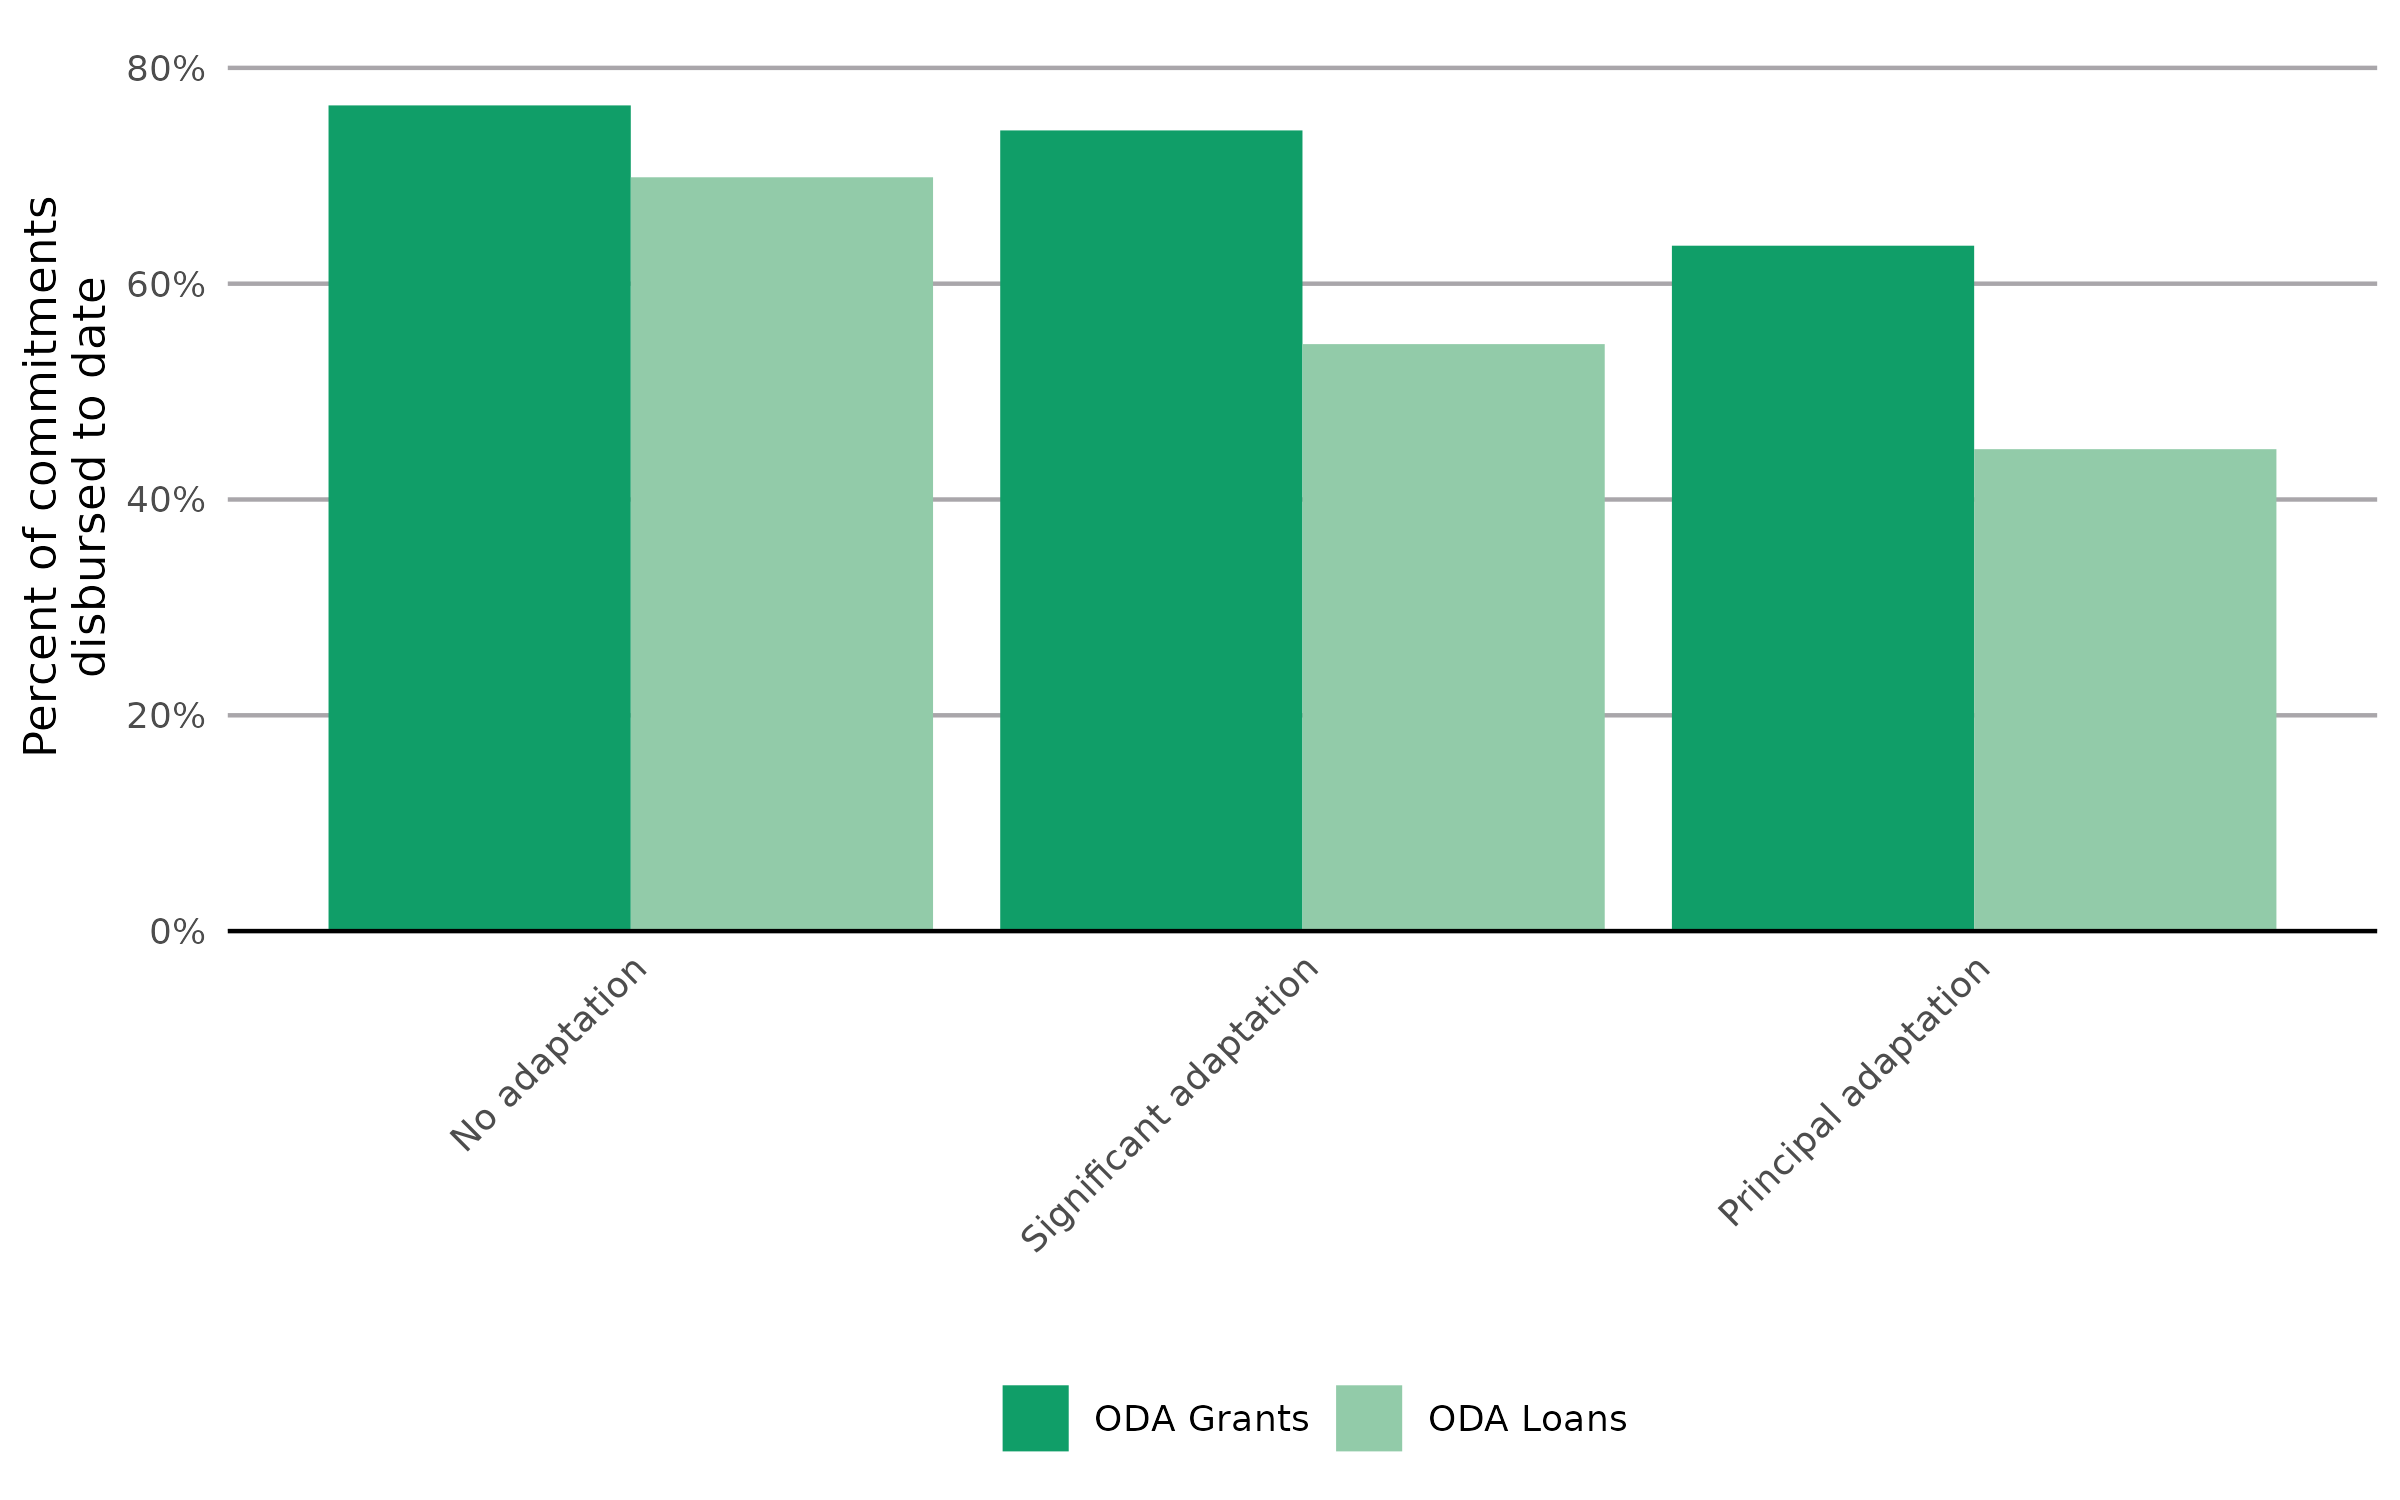 Percent of commitments
disbursed to date
80%
60%
40%
20%
0%
No adaptation
Significant adaptation
Principal adaptation
ODA Grants
ODA Loans